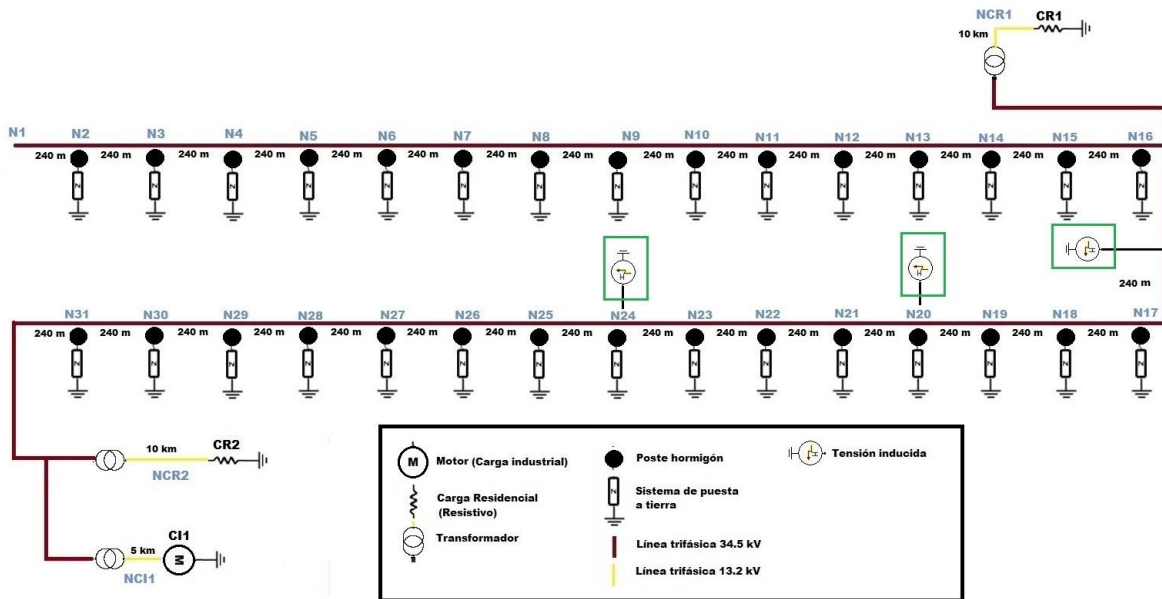 NCR1
CR1
10 km
N1 N2 N3 N4 N5 N6 N7 N8 N9 N10 N11 N12 N13 N14 N15 N16
240 m 240 m 240 m 240 m 240 m 240 m 240 m 240 m 240 m 240 m 240 m 240 m 240 m 240 m 240 m
Z Z Z Z Z Z Z Z Z Z Z Z Z Z Z
240 m
N31 N30 N29 N28 N27 N26 N25 N24 N23 N22 N21 N20 N19 N18 N17
240 m 240 m 240 m 240 m 240 m 240 m 240 m 240 m 240 m 240 m 240 m 240 m 240 m 240 m 240 m
Z Z Z Z Z Z Z Z Z Z Z Z Z Z Z
10 km
CR2
NCR2
CI1
5 km
M
NCI1
M
Motor (Carga industrial)
Poste hormigón
Tensión inducida
Carga Residencial
(Resistivo)
Z
Sistema de puesta
a tierra
Transformador
Línea trifásica 34.5 kV
Línea trifásica 13.2 kV